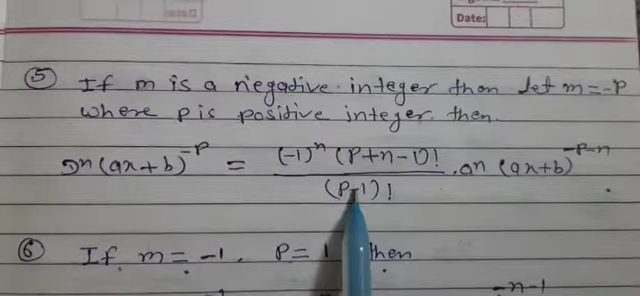 Date:
⑤ If m is a negative integer then let m = -P
where P is positive integer. then.
Dⁿ(ax+b)^-P = (-1)ⁿ (P+n-1)! / (P-1)! . aⁿ (ax+b)^-P-n
⑥ If m = -1, P = 1 then
-n-1